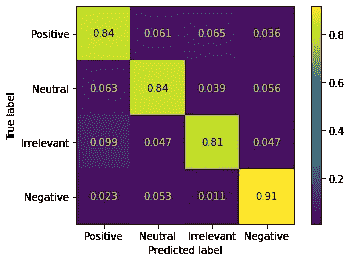 Positive 0.84 0.061 0.065 0.036 0.8
Neutral 0.063 0.84 0.039 0.056 0.6
True label
Irrelevant 0.099 0.047 0.81 0.047 0.4
Negative 0.023 0.053 0.011 0.91 0.2
Positive Neutral Irrelevant Negative
Predicted label